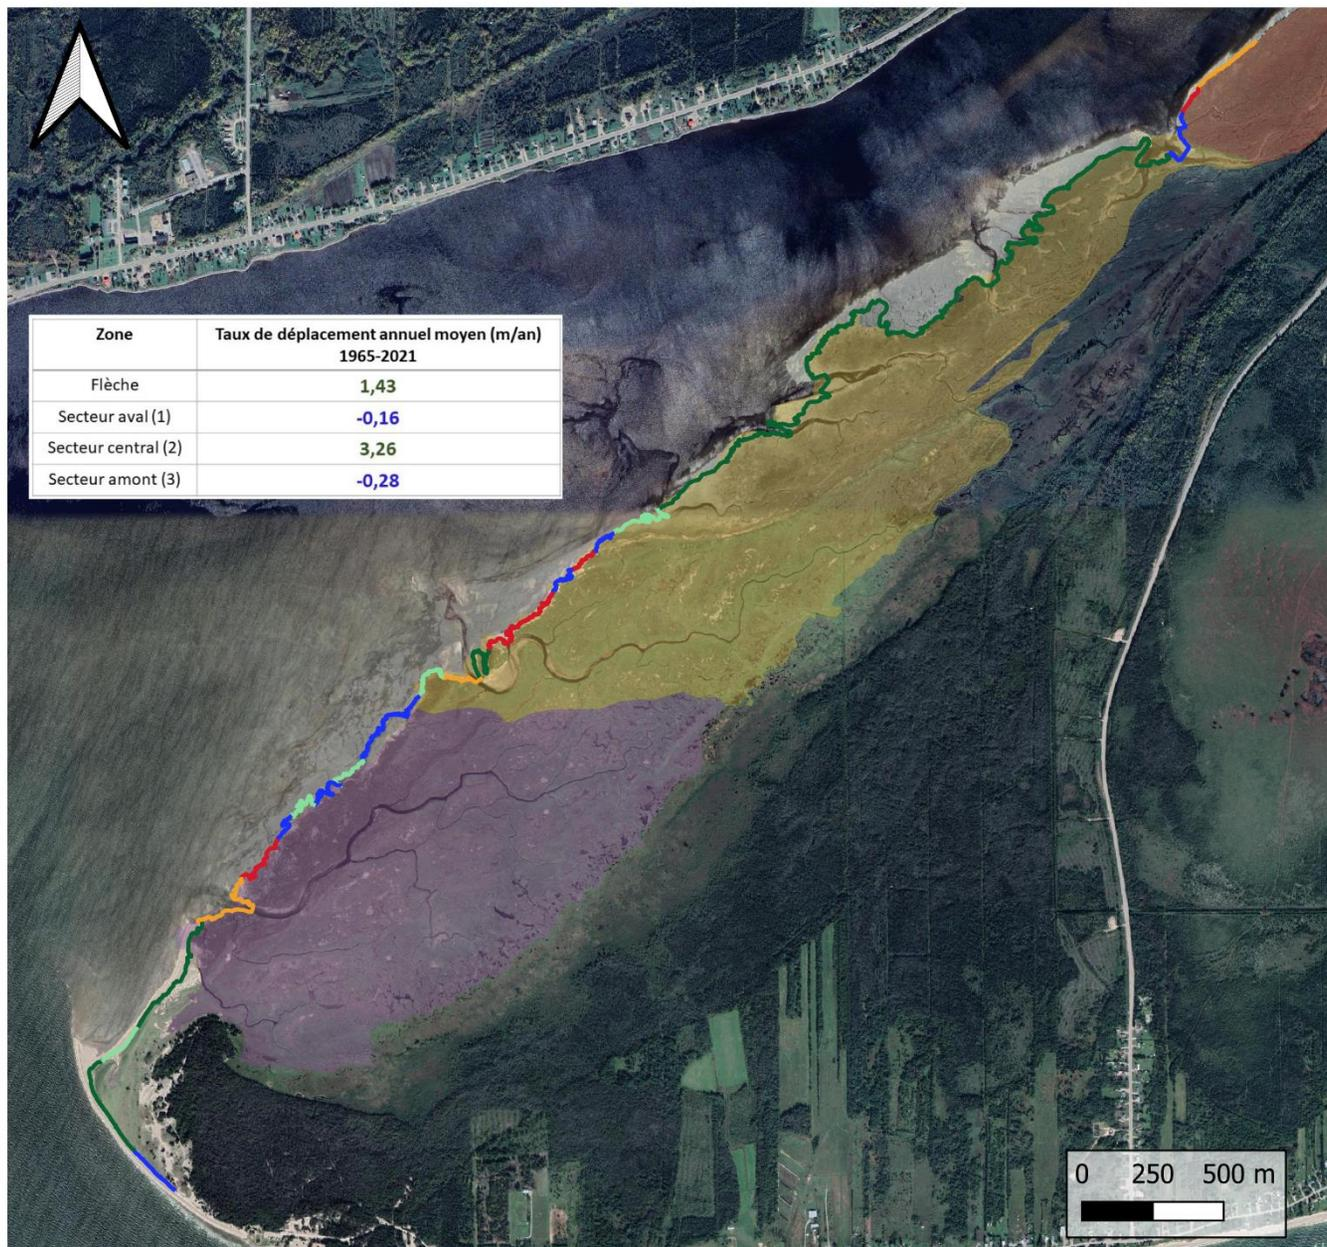 Zone Taux de déplacement annuel moyen (m/an)
1965-2021
Flèche 1,43
Secteur aval (1) -0,16
Secteur central (2) 3,26
Secteur amont (3) -0,28
0 250 500 m